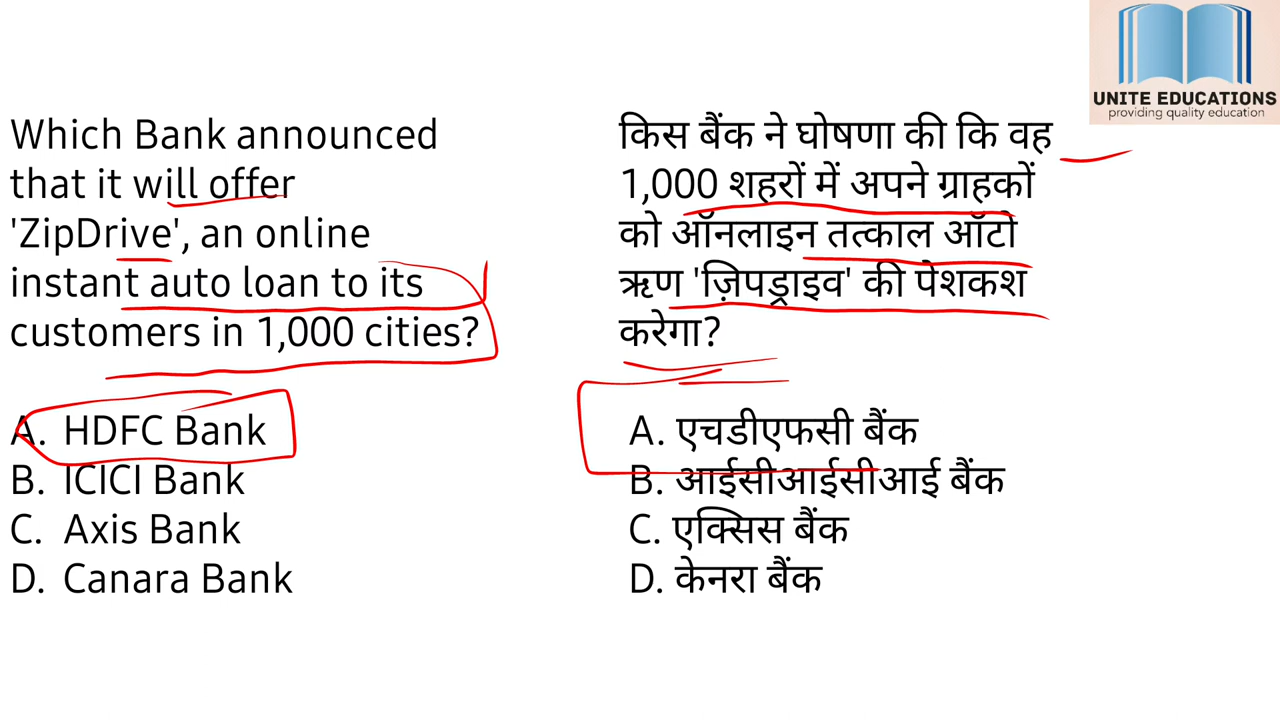 UNITE EDUCATIONS
providing quality education
Which Bank announced
that it will offer
'ZipDrive', an online
instant auto loan to its
customers in 1,000 cities?
A. HDFC Bank
B. ICICI Bank
C. Axis Bank
D. Canara Bank
किस बैंक ने घोषणा की कि वह
1,000 शहरों में अपने ग्राहकों
को ऑनलाइन तत्काल ऑटो
ऋण 'ज़िपड्राइव' की पेशकश
करेगा?
A. एचडीएफसी बैंक
B. आईसीआईसीआई बैंक
C. एक्सिस बैंक
D. केनरा बैंक